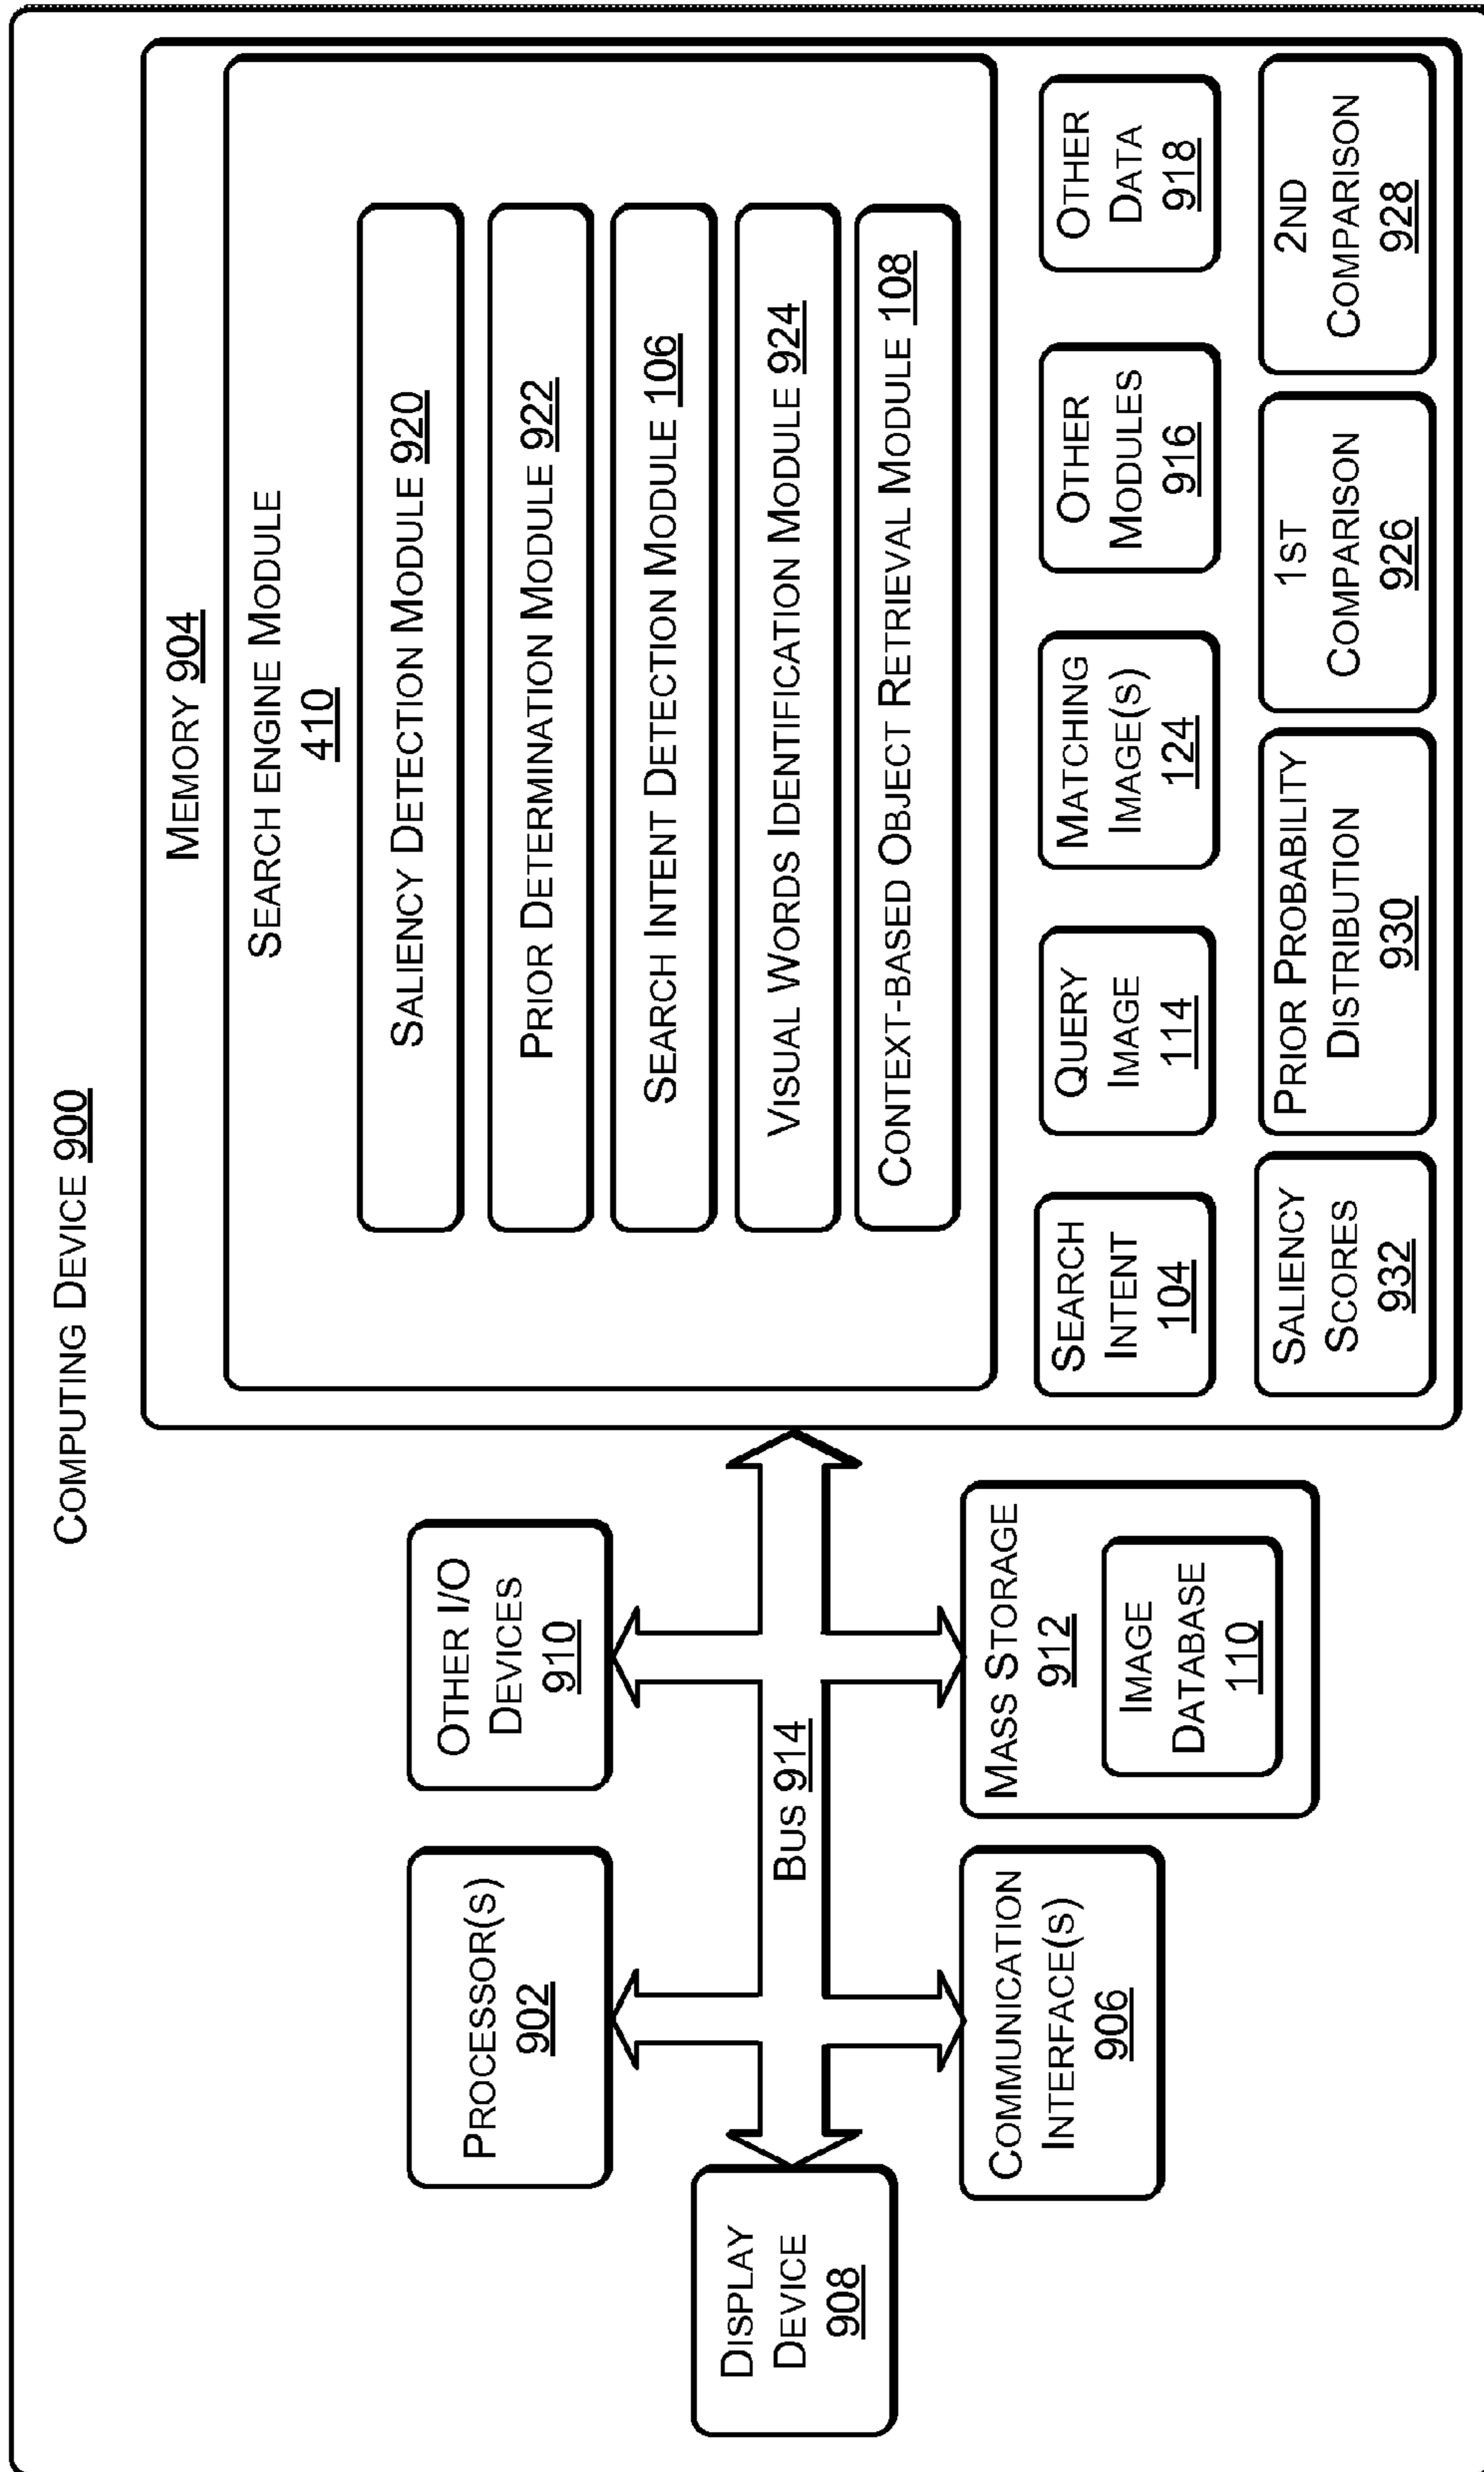 COMPUTING DEVICE 900
PROCESSOR(S)
902
OTHER I/O
DEVICES
910
DISPLAY
DEVICE
908
BUS 914
COMMUNICATION
INTERFACE(S)
906
MASS STORAGE
912
IMAGE
DATABASE
110
MEMORY 904
SEARCH ENGINE MODULE
410
SALIENCY DETECTION MODULE 920
PRIOR DETERMINATION MODULE 922
SEARCH INTENT DETECTION MODULE 106
VISUAL WORDS IDENTIFICATION MODULE 924
CONTEXT-BASED OBJECT RETRIEVAL MODULE 108
SEARCH
INTENT
104
QUERY
IMAGE
114
MATCHING
IMAGE(S)
124
OTHER
MODULES
916
OTHER
DATA
918
SALIENCY
SCORES
932
PRIOR PROBABILITY
DISTRIBUTION
930
1ST
COMPARISON
926
2ND
COMPARISON
928